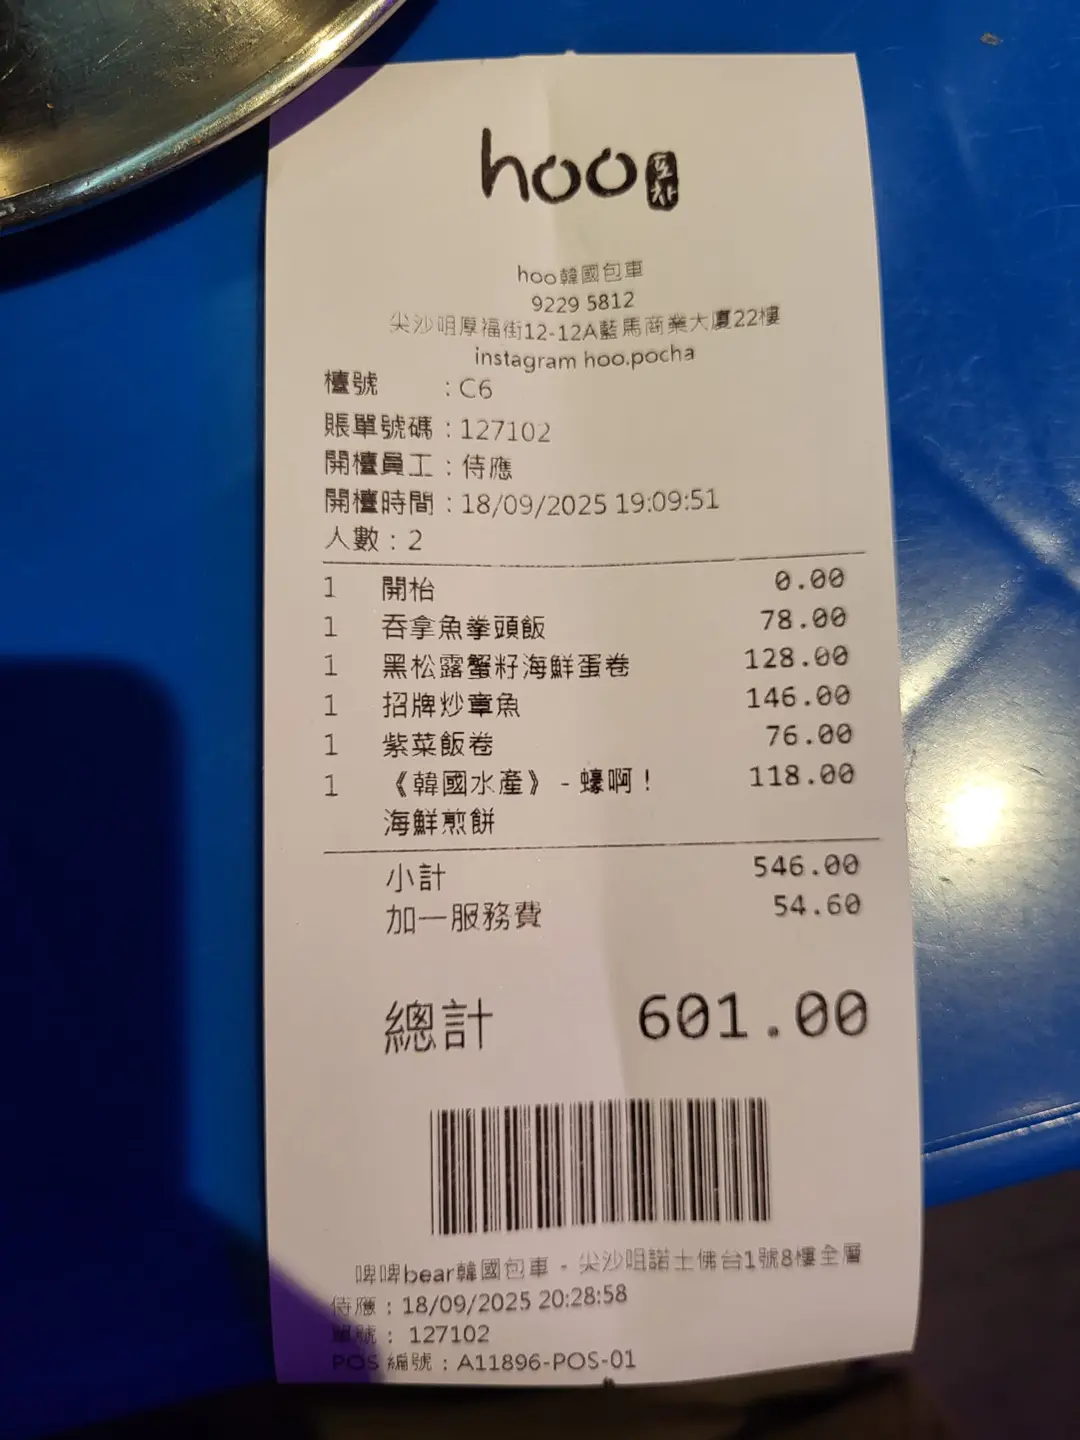 hoo 포차
hoo韓國包車
9229 5812
尖沙咀厚福街12-12A藍馬商業大廈22樓
instagram hoo.pocha
檯號 : C6
賬單號碼 : 127102
開檯員工 : 侍應
開檯時間 : 18/09/2025 19:09:51
人數 : 2
1 開枱 0.00
1 吞拿魚拳頭飯 78.00
1 黑松露蟹籽海鮮蛋卷 128.00
1 招牌炒章魚 146.00
1 紫菜飯卷 76.00
1 《韓國水產》 - 蠔啊！ 118.00
海鮮煎餅
小計 546.00
加一服務費 54.60
總計 601.00
啤啤bear韓國包車 - 尖沙咀諾士佛台1號8樓全層
侍應 : 18/09/2025 20:28:58
單號 : 127102
POS 編號 : A11896-POS-01